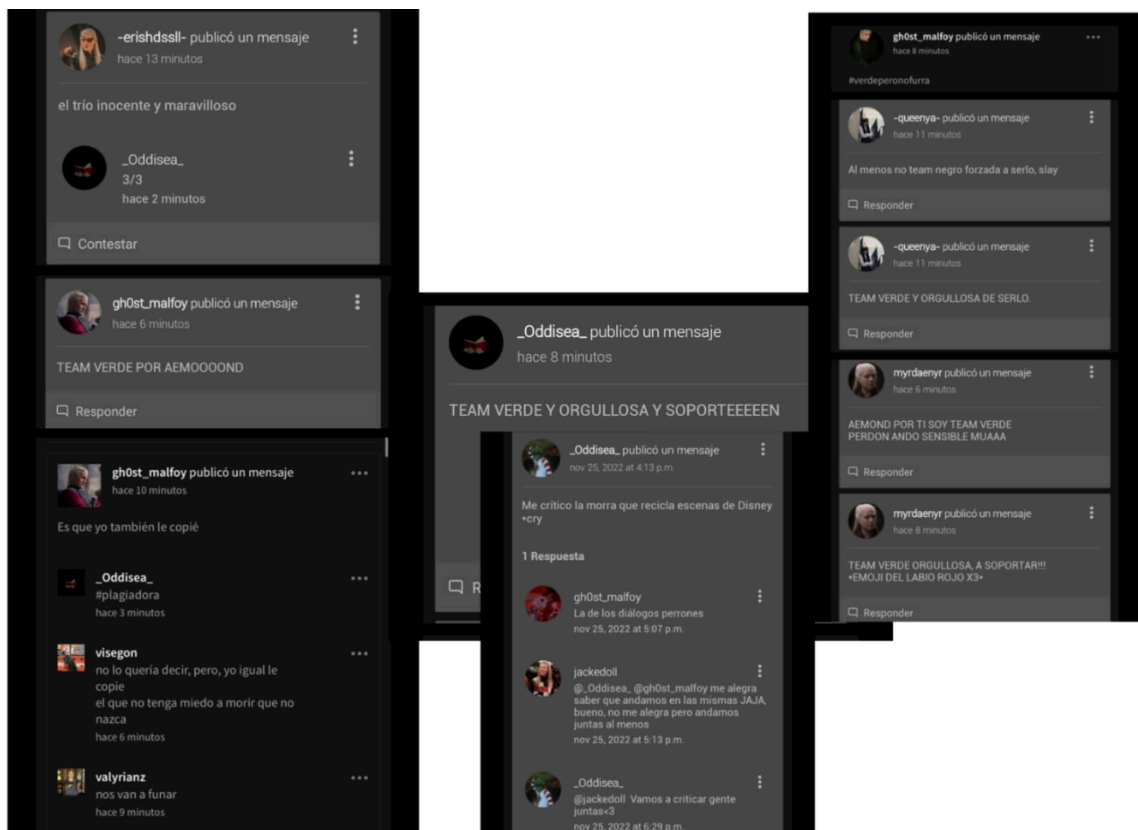 -erishdssll- publicó un mensaje
hace 13 minutos
el trío inocente y maravilloso
_Oddisea_
3/3
hace 2 minutos
Contestar
gh0st_malfoy publicó un mensaje
hace 6 minutos
TEAM VERDE POR AEMOOOOND
Responder
gh0st_malfoy publicó un mensaje
hace 10 minutos
Es que yo también le copié
_Oddisea_
#plagiadora
hace 3 minutos
visegon
no lo quería decir, pero, yo igual le
copie
el que no tenga miedo a morir que no
nazca
hace 6 minutos
valyrianz
nos van a funar
hace 9 minutos
_Oddisea_ publicó un mensaje
hace 8 minutos
TEAM VERDE Y ORGULLOSA Y SOPORTEEEEEN
R
_Oddisea_ publicó un mensaje
nov 25, 2022 at 4:13 p.m.
Me crítico la morra que recicla escenas de Disney
*cry
1 Respuesta
gh0st_malfoy
La de los diálogos perrones
nov 25, 2022 at 5:07 p.m.
jackedoll
@_Oddisea_ @gh0st_malfoy me alegra
saber que andamos en las mismas JAJA,
bueno, no me alegra pero andamos
juntas al menos
nov 25, 2022 at 5:13 p.m.
_Oddisea_
@jackedoll Vamos a criticar gente
juntas<3
nov 25, 2022 at 6:29 p.m.
gh0st_malfoy publicó un mensaje
hace 8 minutos
#verdeperonofurra
-queenya- publicó un mensaje
hace 11 minutos
Al menos no team negro forzada a serlo, slay
Responder
-queenya- publicó un mensaje
hace 11 minutos
TEAM VERDE Y ORGULLOSA DE SERLO.
Responder
myrdaenyr publicó un mensaje
hace 6 minutos
AEMOND POR TI SOY TEAM VERDE
PERDON ANDO SENSIBLE MUAAA
Responder
myrdaenyr publicó un mensaje
hace 8 minutos
TEAM VERDE ORGULLOSA, A SOPORTAR!!!
*EMOJI DEL LABIO ROJO X3*
Responder